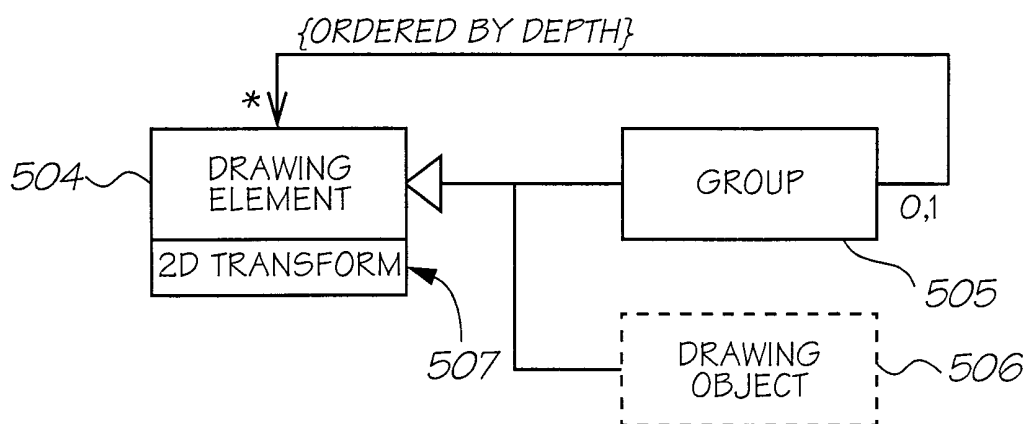 {ORDERED BY DEPTH}
*
504
DRAWING
ELEMENT
GROUP
0,1
2D TRANSFORM
505
507
DRAWING
OBJECT
506